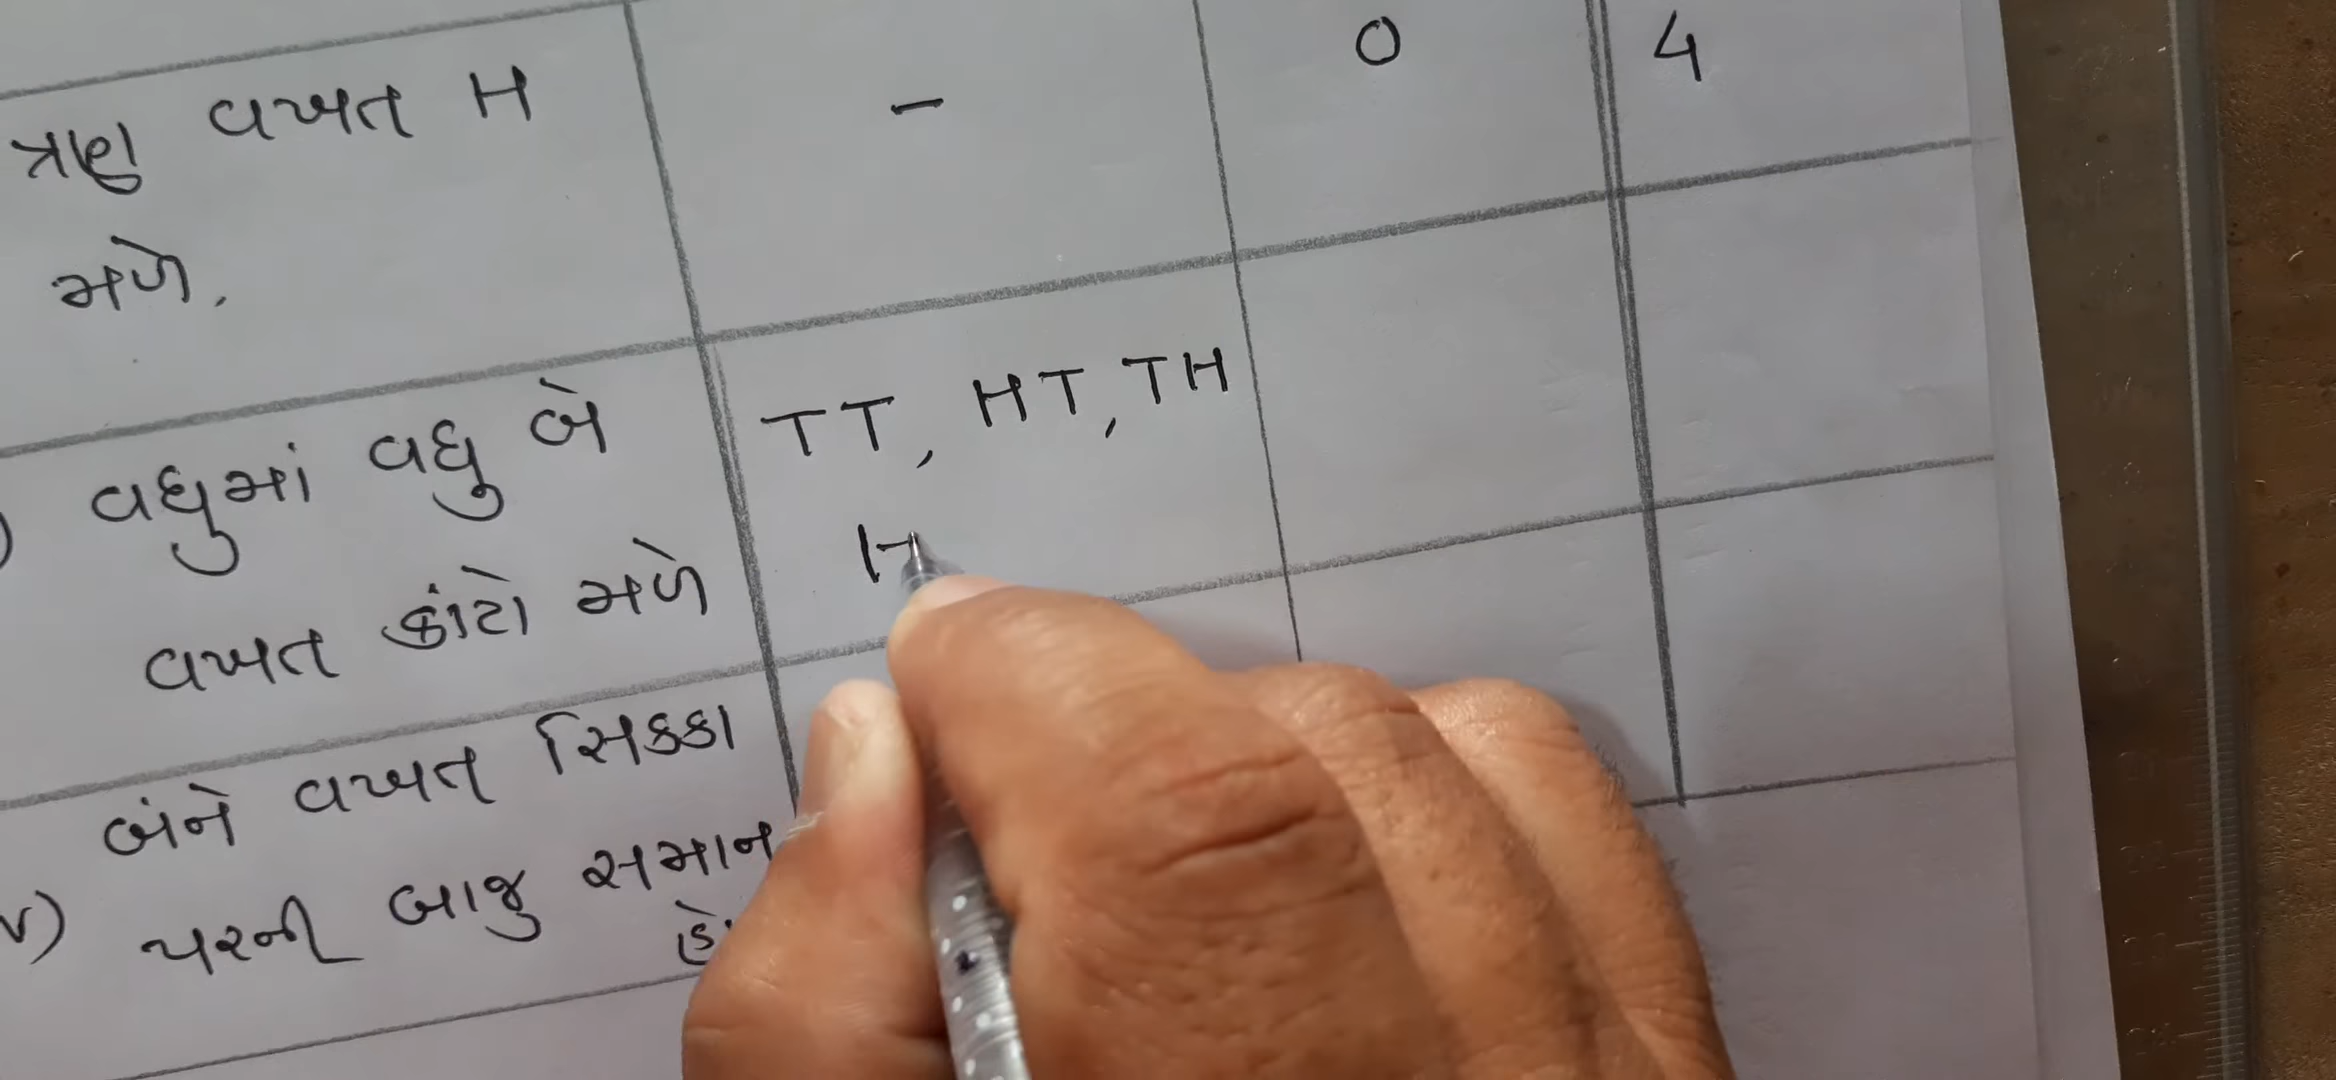 ત્રણ વખત H - 0 4
મળે.
) વધુમાં વધુ બે TT, HT, TH
વખત કાંટો મળે H
બંને વખત સિક્કા
v) પરની બાજુ સમાન